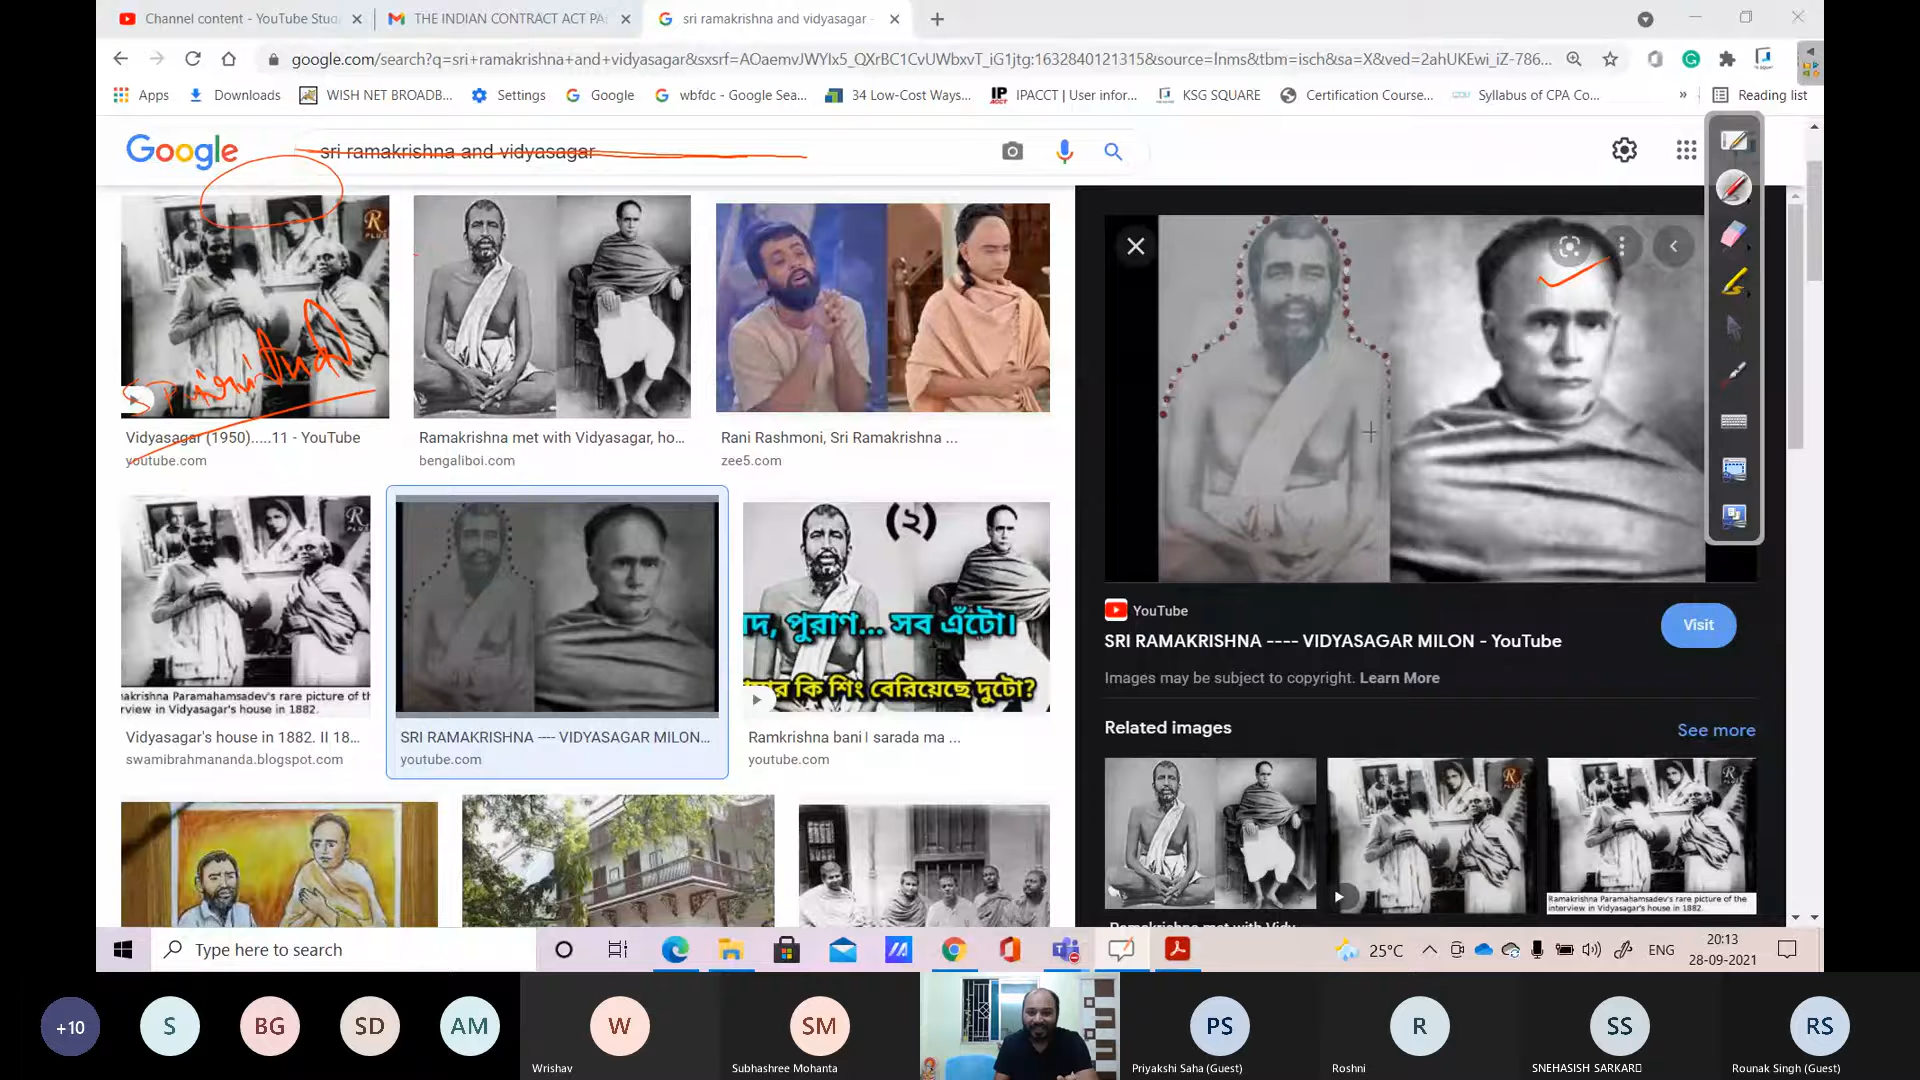 Channel content - YouTube Stud
THE INDIAN CONTRACT ACT PA
sri ramakrishna and vidyasagar -
google.com/search?q=sri+ramakrishna+and+vidyasagar&sxsrf=AOaemvJWYlx5_QXrBC1CvUWbxvT_iG1jtg:1632840121315&source=lnms&tbm=isch&sa=X&ved=2ahUKEwi_iZ-786...
Apps
Downloads
WISH NET BROADB...
Settings
Google
wbfdc - Google Sea...
34 Low-Cost Ways...
IPACCT | User infor...
KSG SQUARE
Certification Course...
Syllabus of CPA Co...
»
Reading list
Google
sri ramakrishna and vidyasagar
R
PLUS
Vidyasagar (1950).....11 - YouTube
youtube.com
Ramakrishna met with Vidyasagar, ho...
bengaliboi.com
Rani Rashmoni, Sri Ramakrishna ...
zee5.com
akrishna Paramahamsadev's rare picture of th
rview in Vidyasagar's house in 1882.
Vidyasagar's house in 1882. II 18...
swamibrahmananda.blogspot.com
SRI RAMAKRISHNA ---- VIDYASAGAR MILON...
youtube.com
(২)
দ, পুরাণ... সব এঁটো।
র কি শিং বেরিয়েছে দুটো?
Ramkrishna bani l sarada ma ...
youtube.com
YouTube
SRI RAMAKRISHNA ---- VIDYASAGAR MILON - YouTube
Visit
Images may be subject to copyright. Learn More
Related images
See more
Ramakrishna Paramahamsadev's rare picture of the
interview in Vidyasagar's house in 1882
Ramakrishna met with Vidy...
Type here to search
25°C
ENG
20:13
28-09-2021
+10
S
BG
SD
AM
W
Wrishav
SM
Subhashree Mohanta
PS
Priyakshi Saha (Guest)
R
Roshni
SS
SNEHASISH SARKAR
RS
Rounak Singh (Guest)